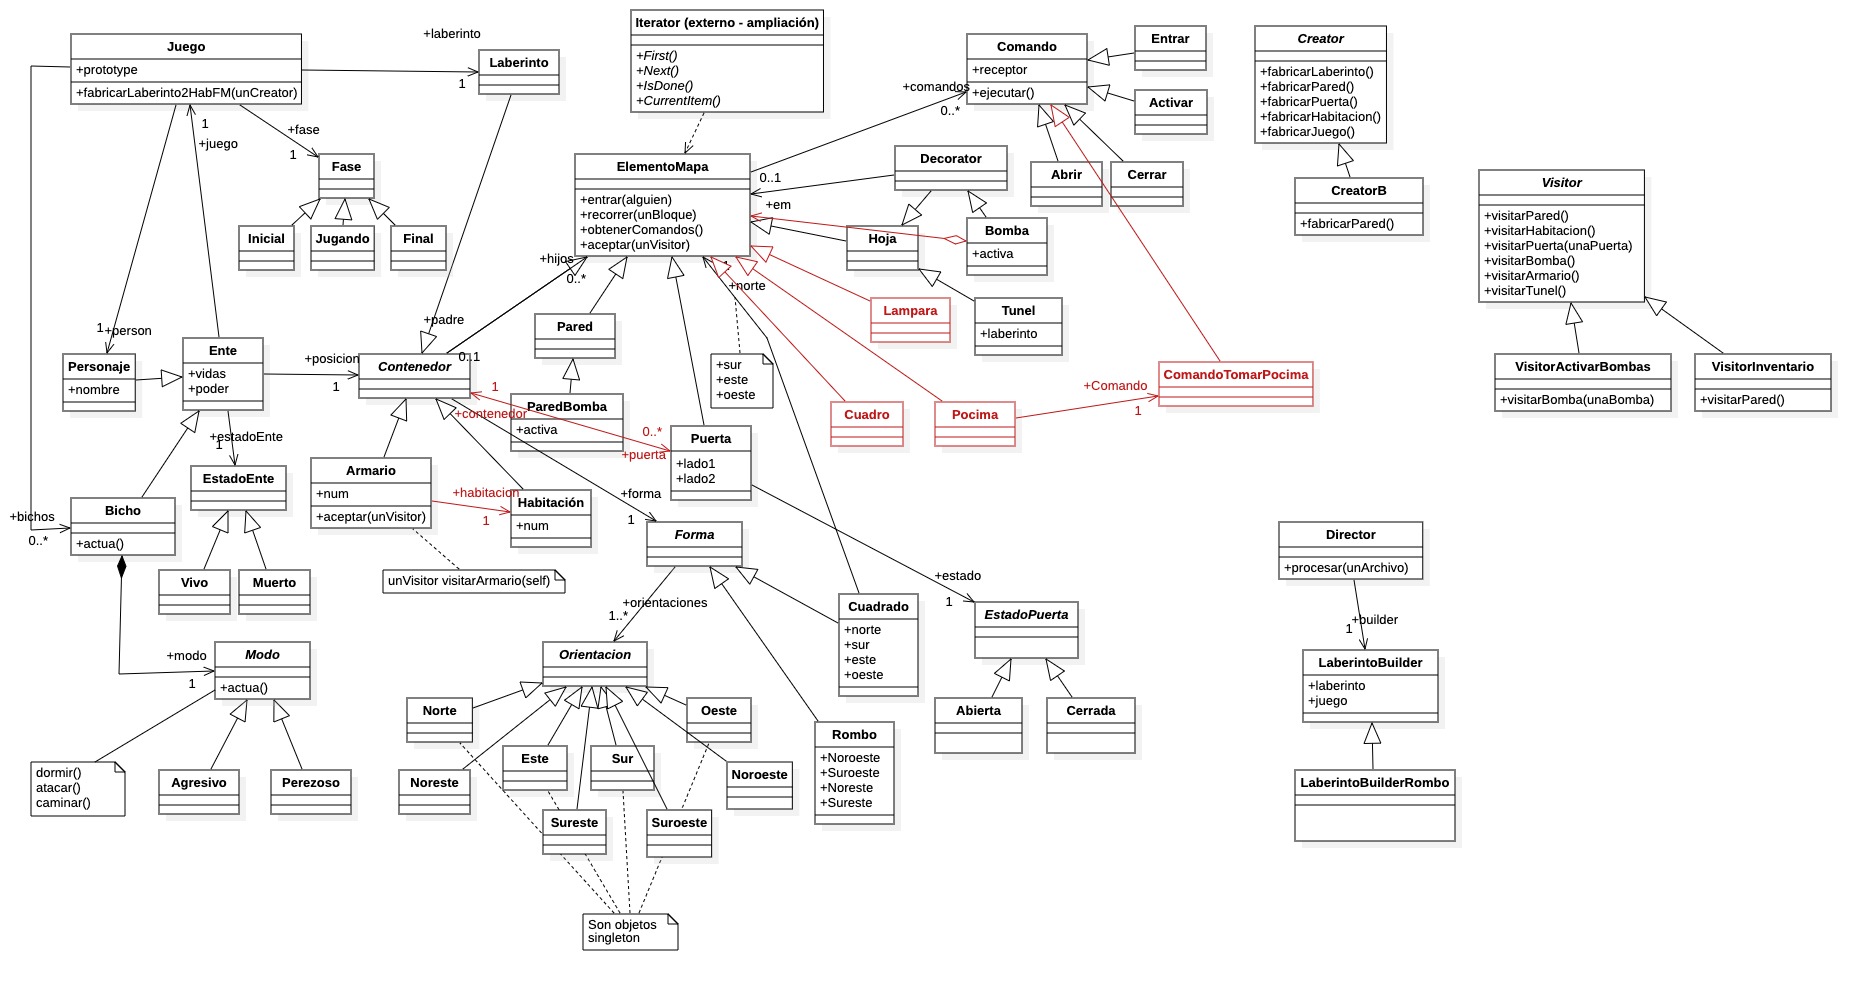 Juego
+prototype
+fabricarLaberinto2HabFM(unCreator)
+laberinto
1
Laberinto
Iterator (externo - ampliación)
+First()
+Next()
+IsDone()
+CurrentItem()
Comando
+receptor
+ejecutar()
+comandos
0..*
Entrar
Activar
Abrir
Cerrar
Creator
+fabricarLaberinto()
+fabricarPared()
+fabricarPuerta()
+fabricarHabitacion()
+fabricarJuego()
CreatorB
+fabricarPared()
Visitor
+visitarPared()
+visitarHabitacion()
+visitarPuerta(unaPuerta)
+visitarBomba()
+visitarArmario()
+visitarTunel()
VisitorActivarBombas
+visitarBomba(unaBomba)
VisitorInventario
+visitarPared()
1
+juego
+fase
1
Fase
Inicial
Jugando
Final
ElementoMapa
+entrar(alguien)
+recorrer(unBloque)
+obtenerComandos()
+aceptar(unVisitor)
0..1
+em
Decorator
Hoja
Bomba
+activa
Tunel
+laberinto
+hijos
0..*
1
+norte
+sur
+este
+oeste
Lampara
Cuadro
Pocima
+Comando
1
ComandoTomarPocima
Pared
ParedBomba
+activa
1
+person
Personaje
+nombre
Ente
+vidas
+poder
+posicion
1
+padre
0..1
Contenedor
1
+contenedor
0..*
+puerta
Puerta
+lado1
+lado2
+estadoEnte
1
EstadoEnte
Vivo
Muerto
+bichos
0..*
Bicho
+actua()
Armario
+num
+aceptar(unVisitor)
+habitacion
1
Habitación
+num
unVisitor visitarArmario(self)
+forma
1
Forma
+orientaciones
1..*
Orientacion
+modo
1
Modo
+actua()
dormir()
atacar()
caminar()
Agresivo
Perezoso
Norte
Noreste
Este
Sureste
Sur
Suroeste
Oeste
Noroeste
Son objetos
singleton
Cuadrado
+norte
+sur
+este
+oeste
Rombo
+Noroeste
+Suroeste
+Noreste
+Sureste
+estado
1
EstadoPuerta
Abierta
Cerrada
Director
+procesar(unArchivo)
+builder
1
LaberintoBuilder
+laberinto
+juego
LaberintoBuilderRombo